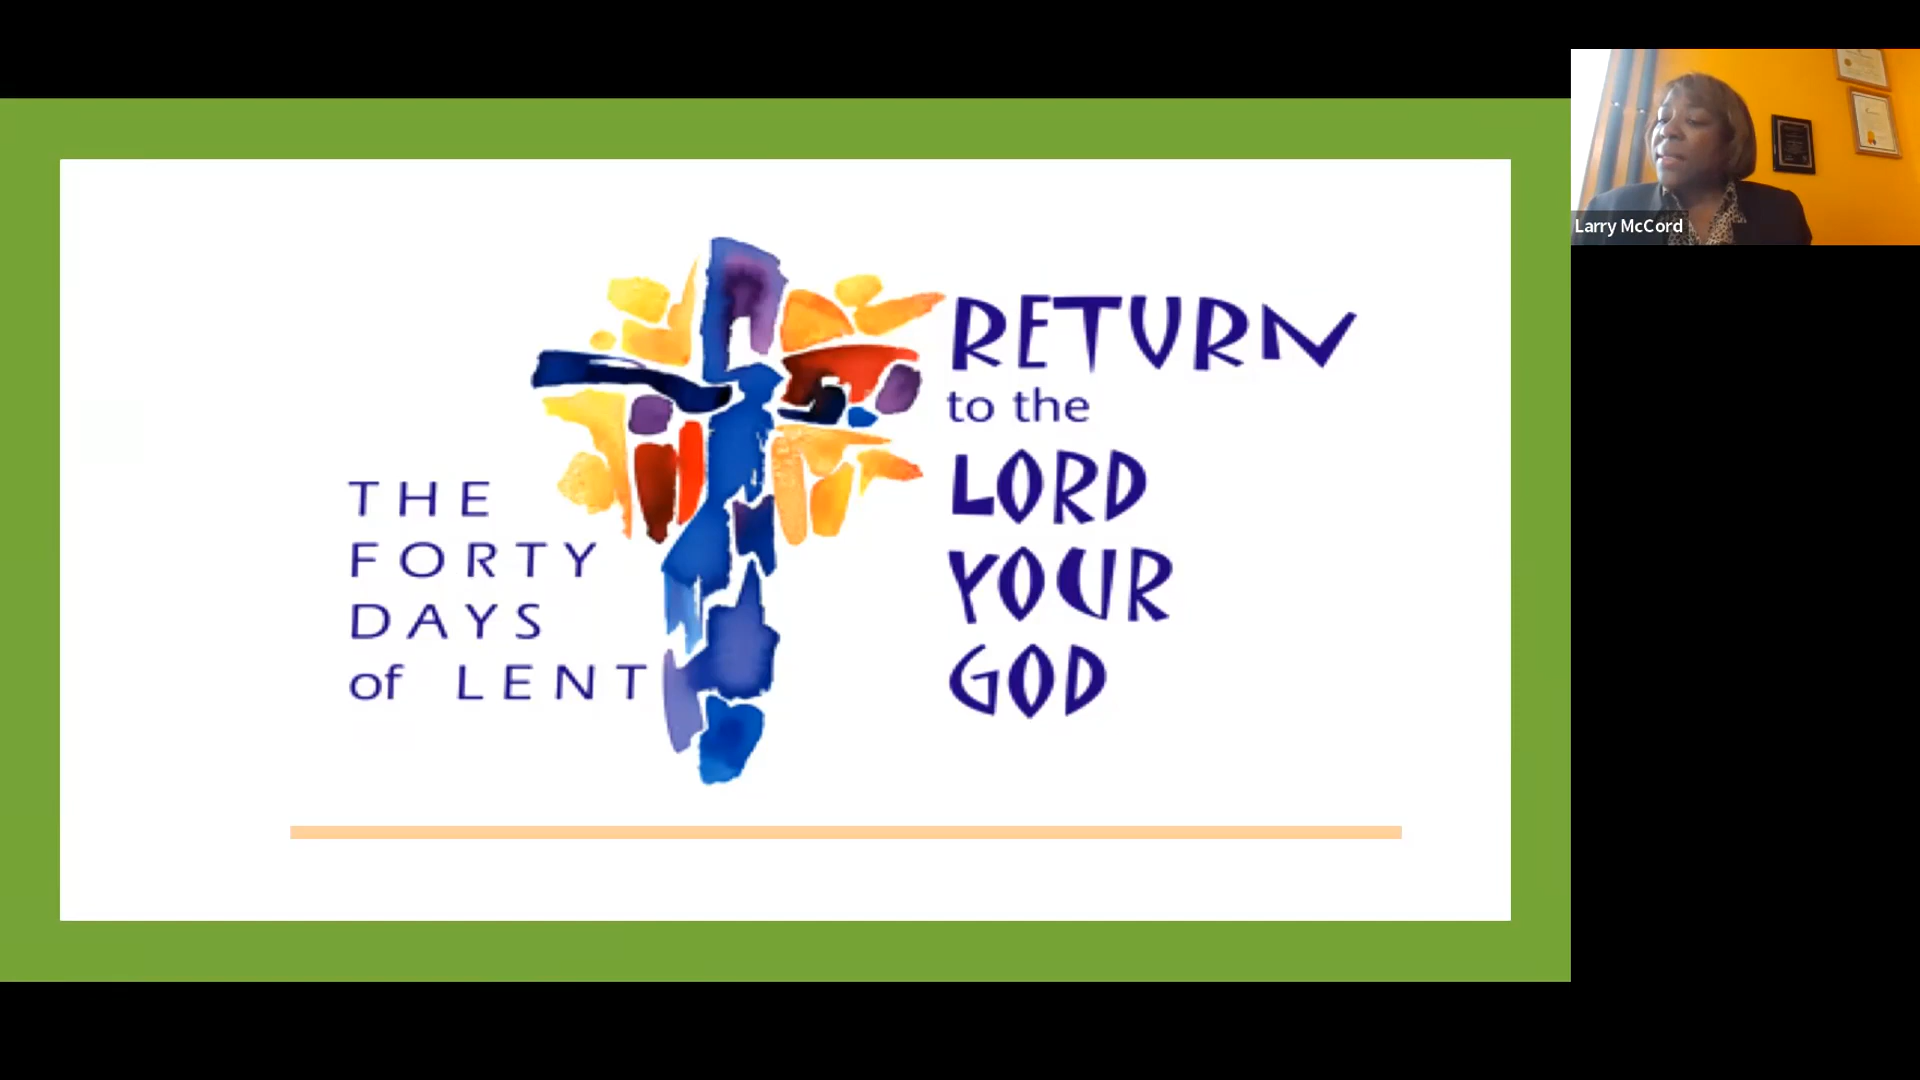 THE
FORTY
DAYS
of LENT
RETURN
to the
LORD
YOUR
GOD
Larry McCord